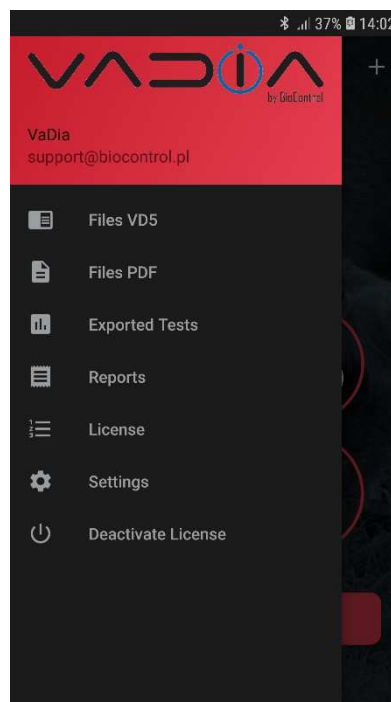 37% 14:02
VADIA
by BioControl
VaDia
support@biocontrol.pl
Files VD5
Files PDF
Exported Tests
Reports
License
Settings
Deactivate License